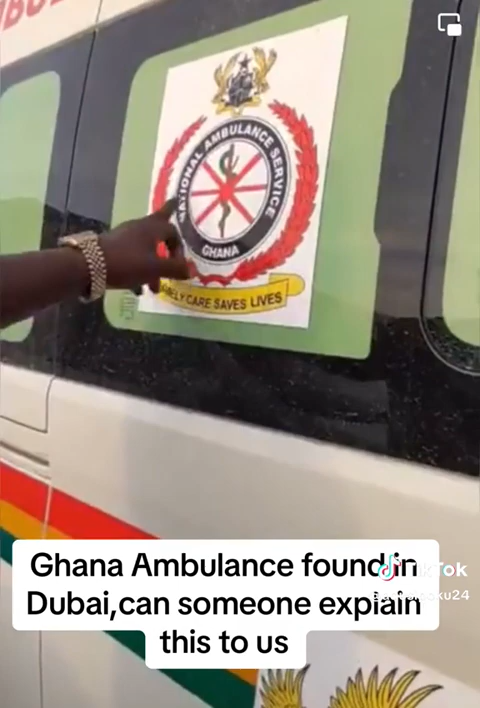 NATIONAL AMBULANCE SERVICE
GHANA
CARE SAVES LIVES
Ghana Ambulance found in
Dubai,can someone explain
this to us
TikTok